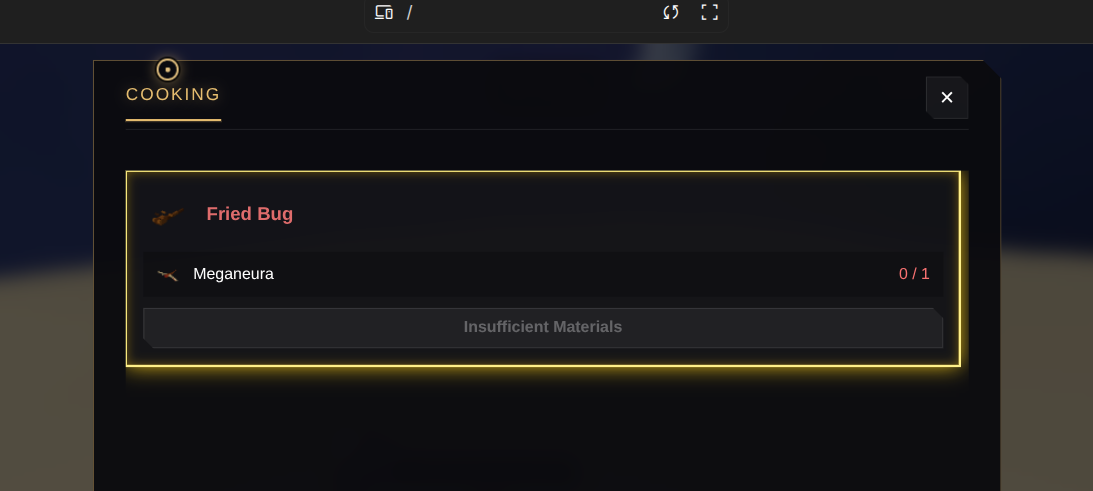 /
COOKING
Fried Bug
Meganeura 0 / 1
Insufficient Materials